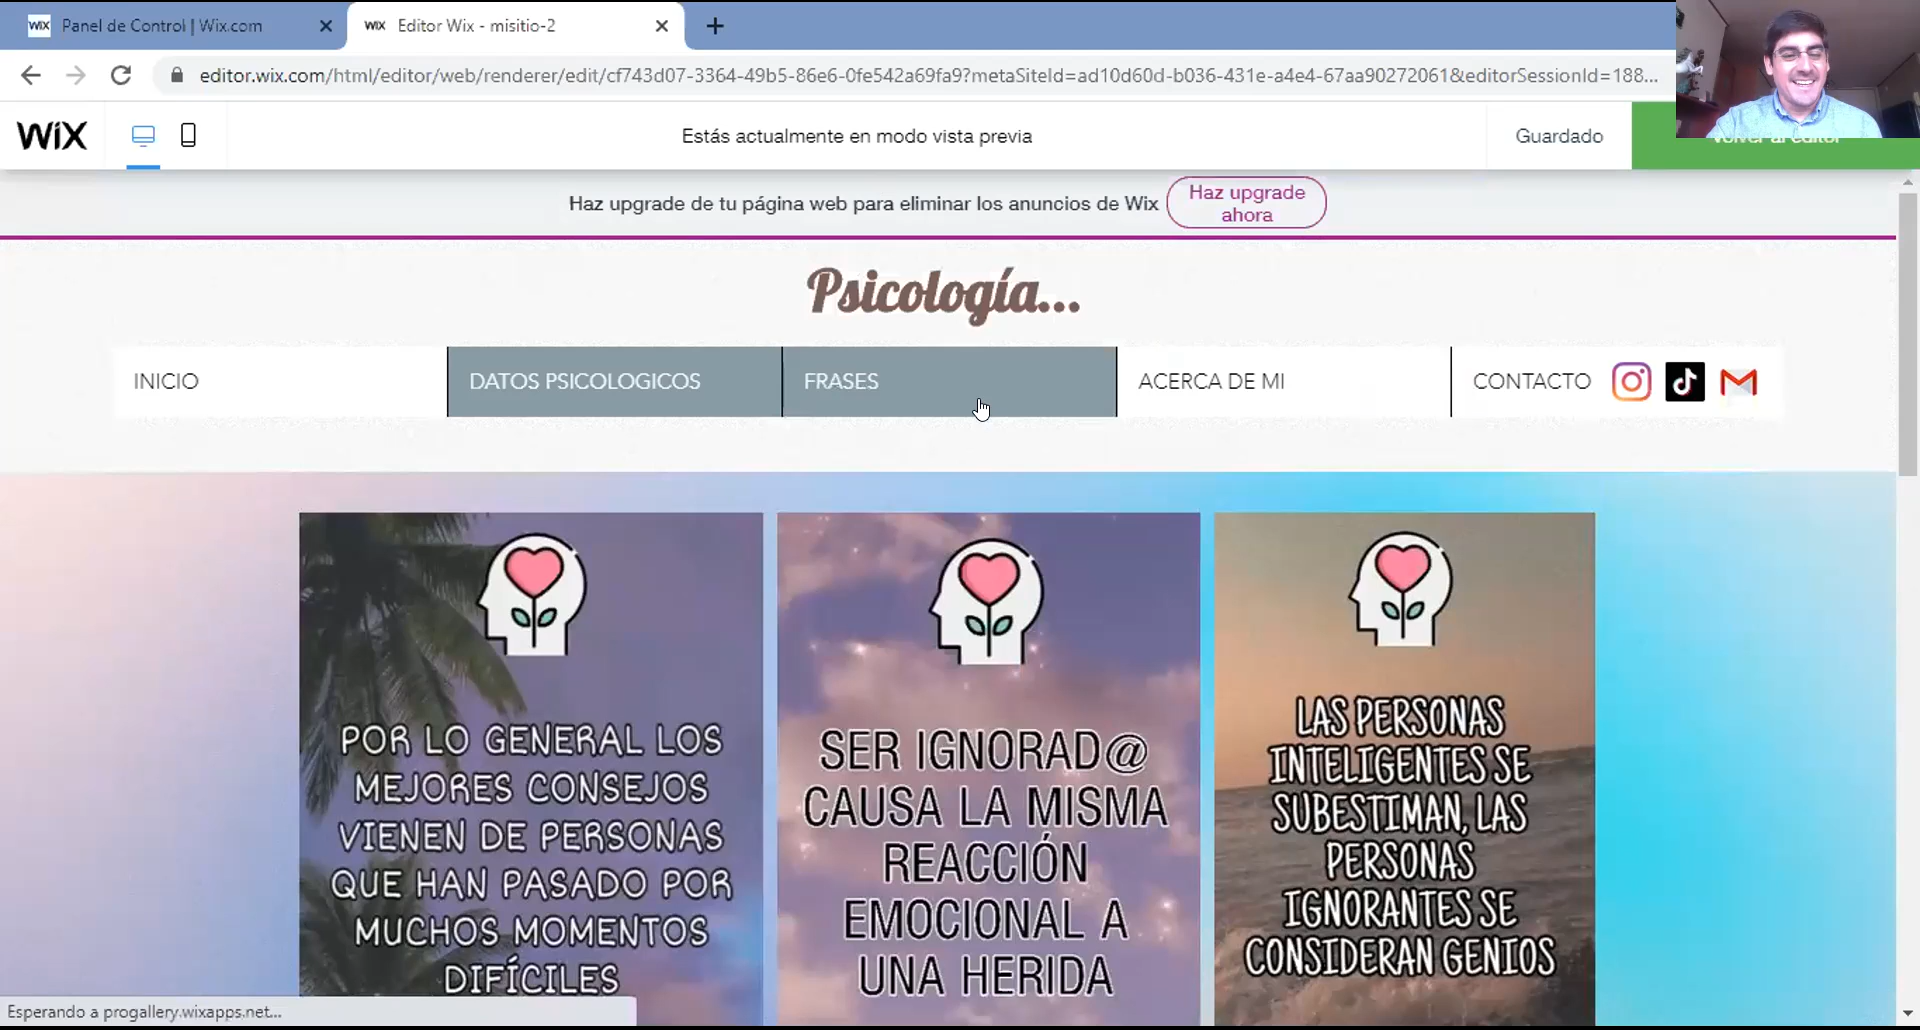 WiX Panel de Control | Wix.com
WiX Editor Wix - misitio-2
editor.wix.com/html/editor/web/renderer/edit/cf743d07-3364-49b5-86e6-0fe542a69fa9?metaSiteId=ad10d60d-b036-431e-a4e4-67aa90272061&editorSessionId=188...
WiX
Estás actualmente en modo vista previa
Guardado
Volver al editor
Haz upgrade de tu página web para eliminar los anuncios de Wix
Haz upgrade
ahora
Psicología...
INICIO
DATOS PSICOLOGICOS
FRASES
ACERCA DE MI
CONTACTO
POR LO GENERAL LOS
MEJORES CONSEJOS
VIENEN DE PERSONAS
QUE HAN PASADO POR
MUCHOS MOMENTOS
DIFÍCILES
SER IGNORAD@
CAUSA LA MISMA
REACCIÓN
EMOCIONAL A
UNA HERIDA
LAS PERSONAS
INTELIGENTES SE
SUBESTIMAN, LAS
PERSONAS
IGNORANTES SE
CONSIDERAN GENIOS
Esperando a progallery.wixapps.net...